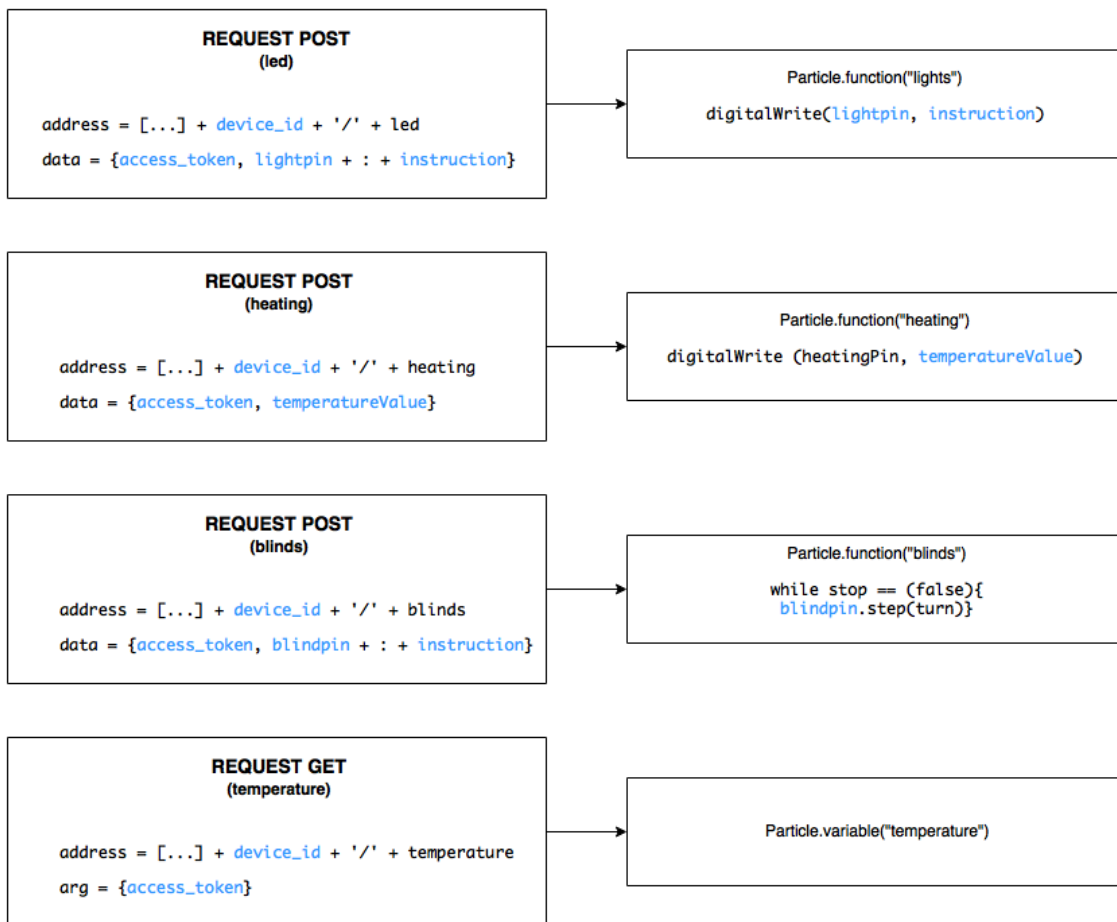 REQUEST POST
(led)
address = [...] + device_id + '/' + led
data = {access_token, lightpin + : + instruction}
Particle.function("lights")
digitalWrite(lightpin, instruction)
REQUEST POST
(heating)
address = [...] + device_id + '/' + heating
data = {access_token, temperatureValue}
Particle.function("heating")
digitalWrite (heatingPin, temperatureValue)
REQUEST POST
(blinds)
address = [...] + device_id + '/' + blinds
data = {access_token, blindpin + : + instruction}
Particle.function("blinds")
while stop == (false){
blindpin.step(turn)}
REQUEST GET
(temperature)
address = [...] + device_id + '/' + temperature
arg = {access_token}
Particle.variable("temperature")